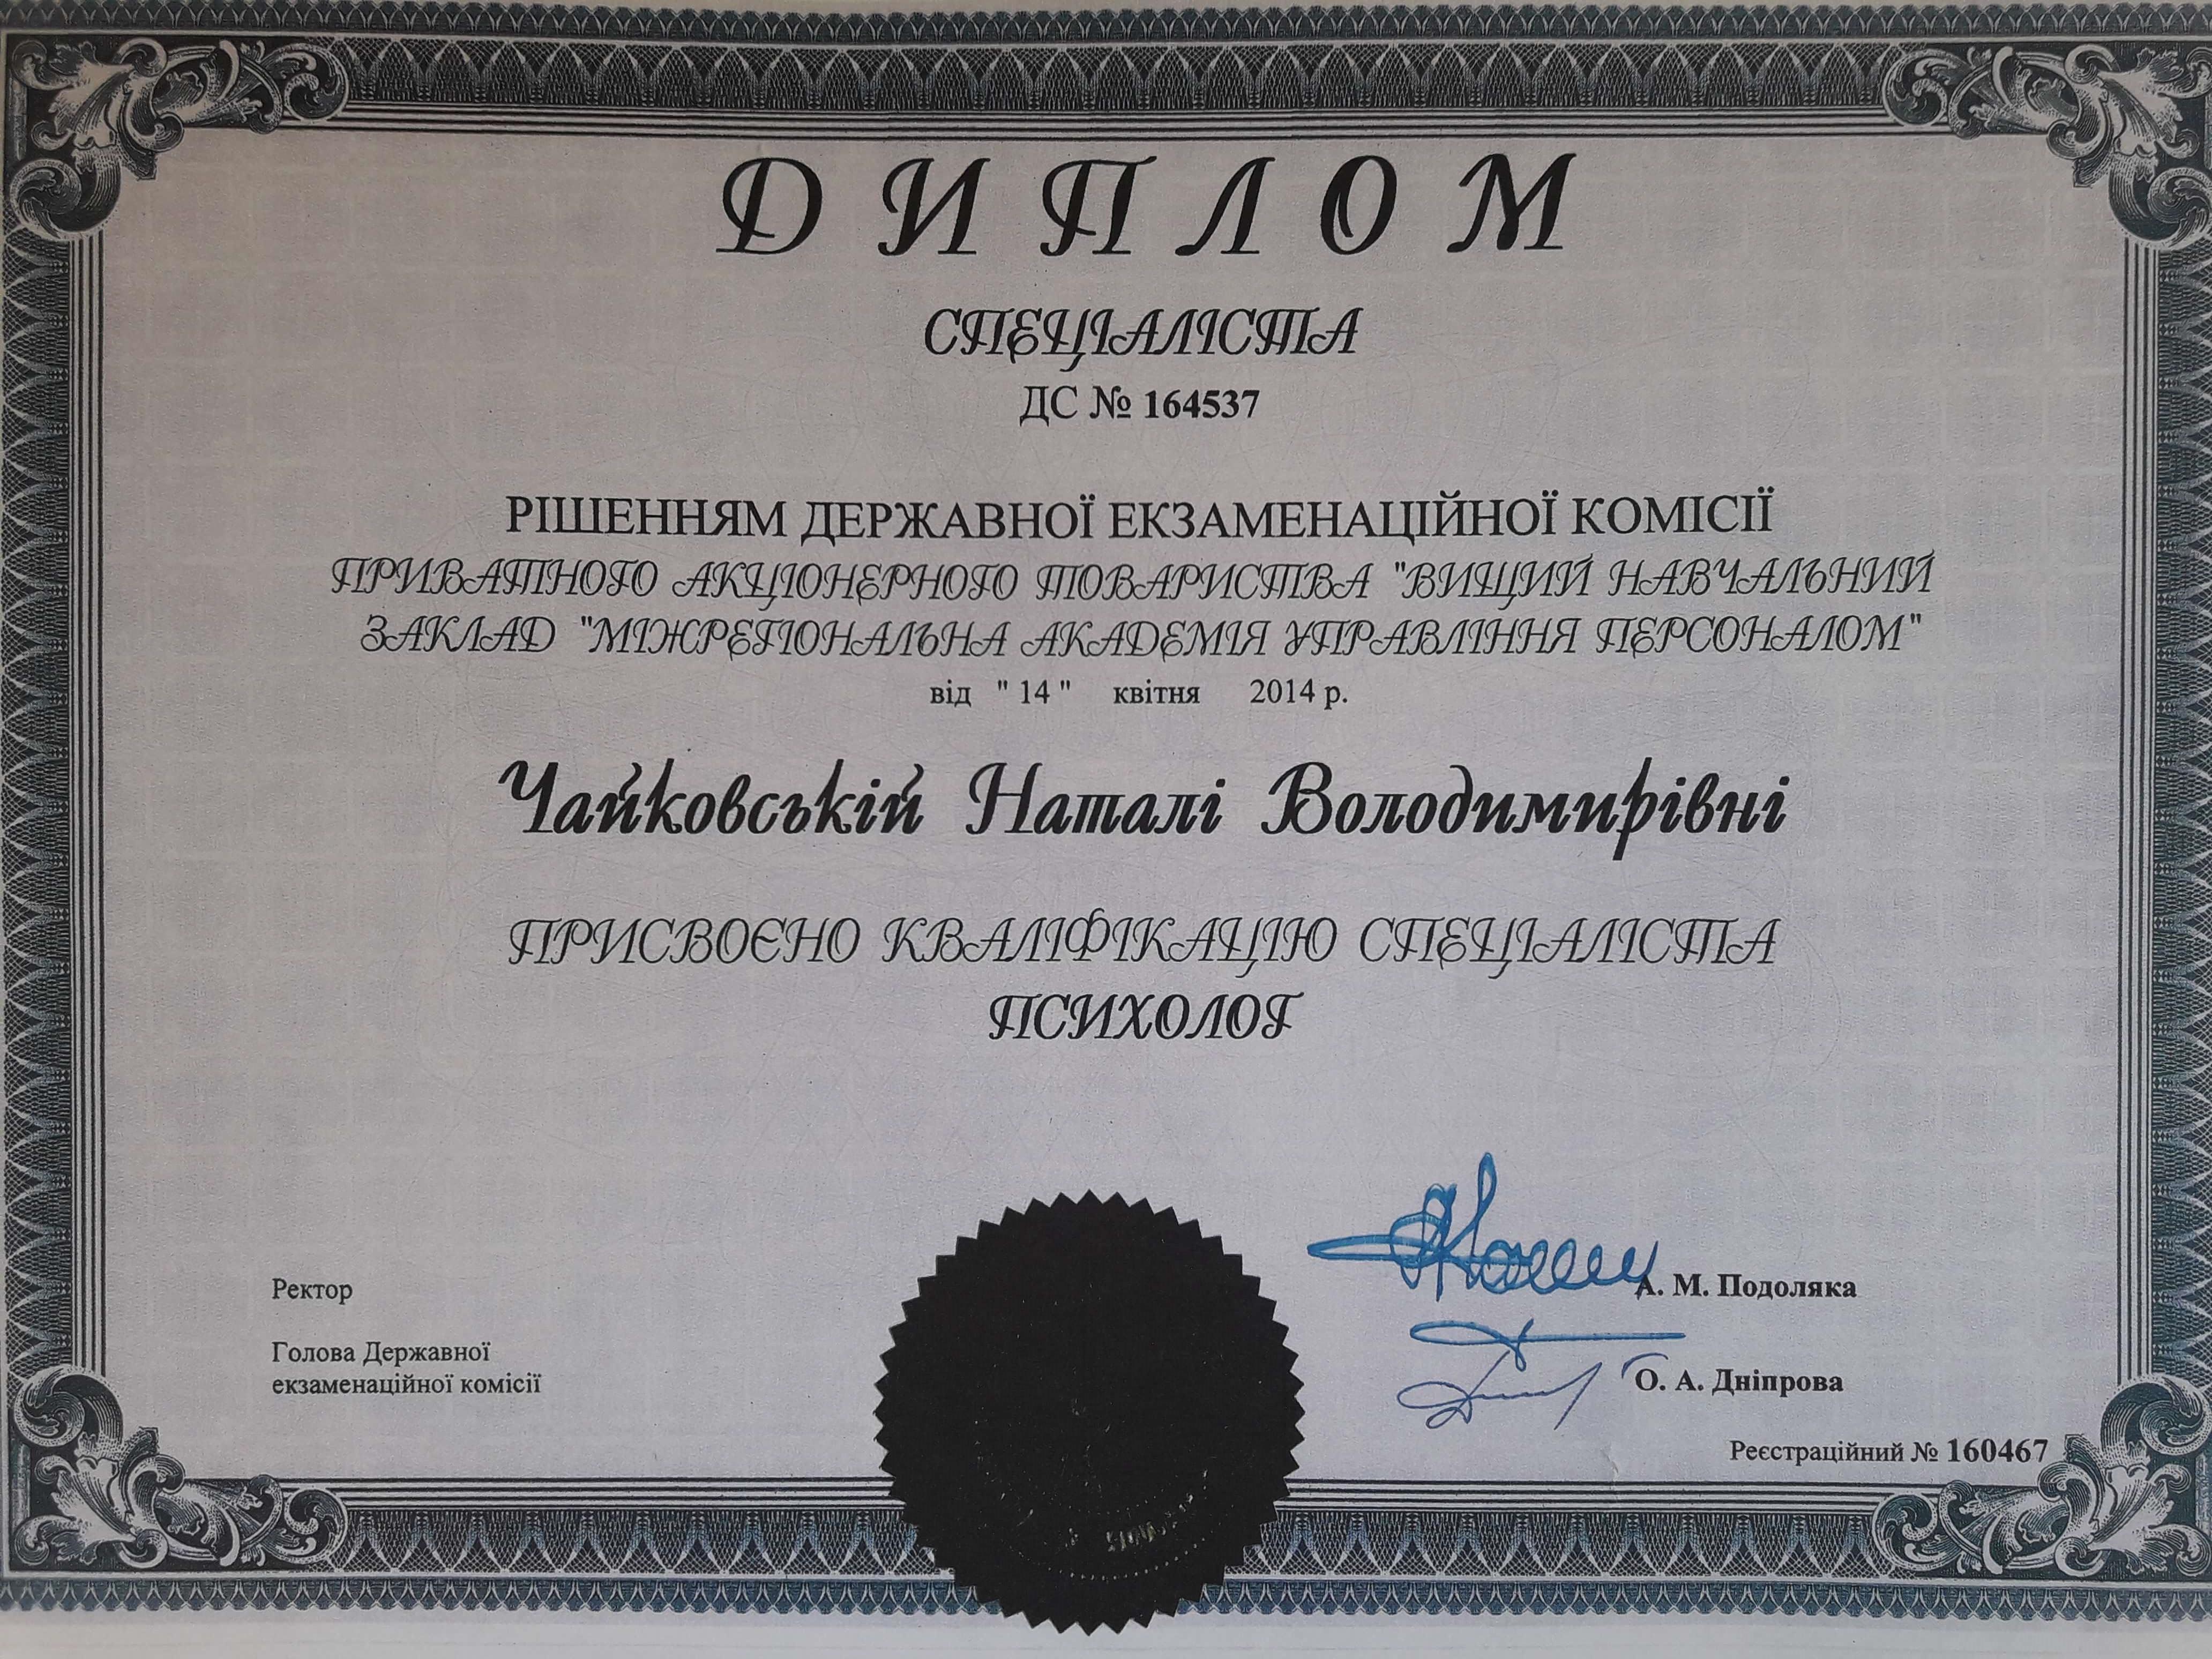 ДИПЛОМ
СПЕЦІАЛІСТА
ДС № 164537
РІШЕННЯМ ДЕРЖАВНОЇ ЕКЗАМЕНАЦІЙНОЇ КОМІСІЇ
ПРИВАТНОГО АКЦІОНЕРНОГО ТОВАРИСТВА "ВИЩИЙ НАВЧАЛЬНИЙ
ЗАКЛАД "МІЖРЕГІОНАЛЬНА АКАДЕМІЯ УПРАВЛІННЯ ПЕРСОНАЛОМ"
від " 14 " квітня 2014 р.
Чайковській Наталі Володимирівні
ПРИСВОЄНО КВАЛІФІКАЦІЮ СПЕЦІАЛІСТА
ПСИХОЛОГ
Ректор
А. М. Подоляка
Голова Державної
екзаменаційної комісії
О. А. Дніпрова
Реєстраційний № 160467